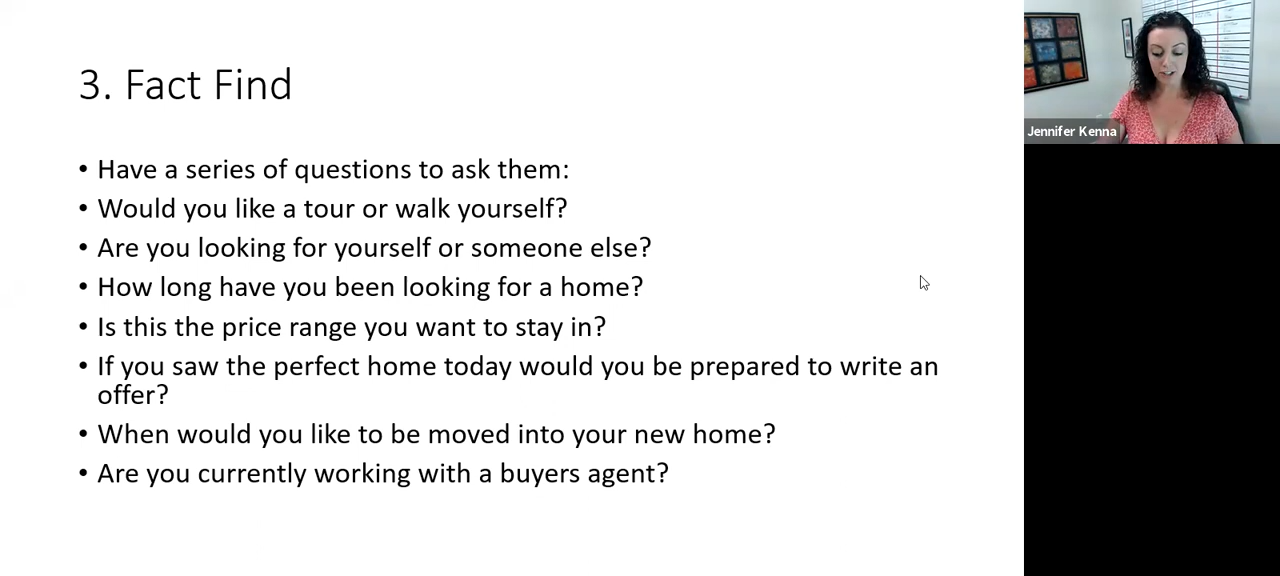 3. Fact Find
• Have a series of questions to ask them:
• Would you like a tour or walk yourself?
• Are you looking for yourself or someone else?
• How long have you been looking for a home?
• Is this the price range you want to stay in?
• If you saw the perfect home today would you be prepared to write an
offer?
• When would you like to be moved into your new home?
• Are you currently working with a buyers agent?
Jennifer Kenna